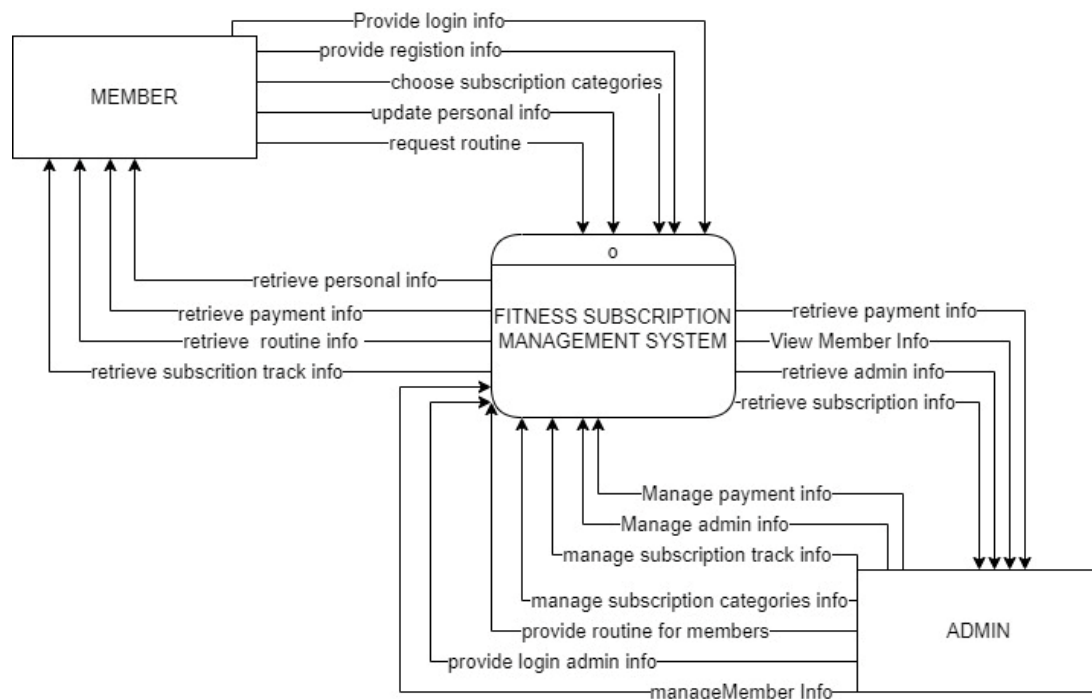 Provide login info
provide registion info
MEMBER
choose subscription categories
update personal info
request routine
o
retrieve personal info
retrieve payment info
FITNESS SUBSCRIPTION
MANAGEMENT SYSTEM
retrieve payment info
retrieve routine info
View Member Info
retrieve subscrition track info
retrieve admin info
retrieve subscription info
Manage payment info
Manage admin info
manage subscription track info
manage subscription categories info
provide routine for members
ADMIN
provide login admin info
manageMember Info